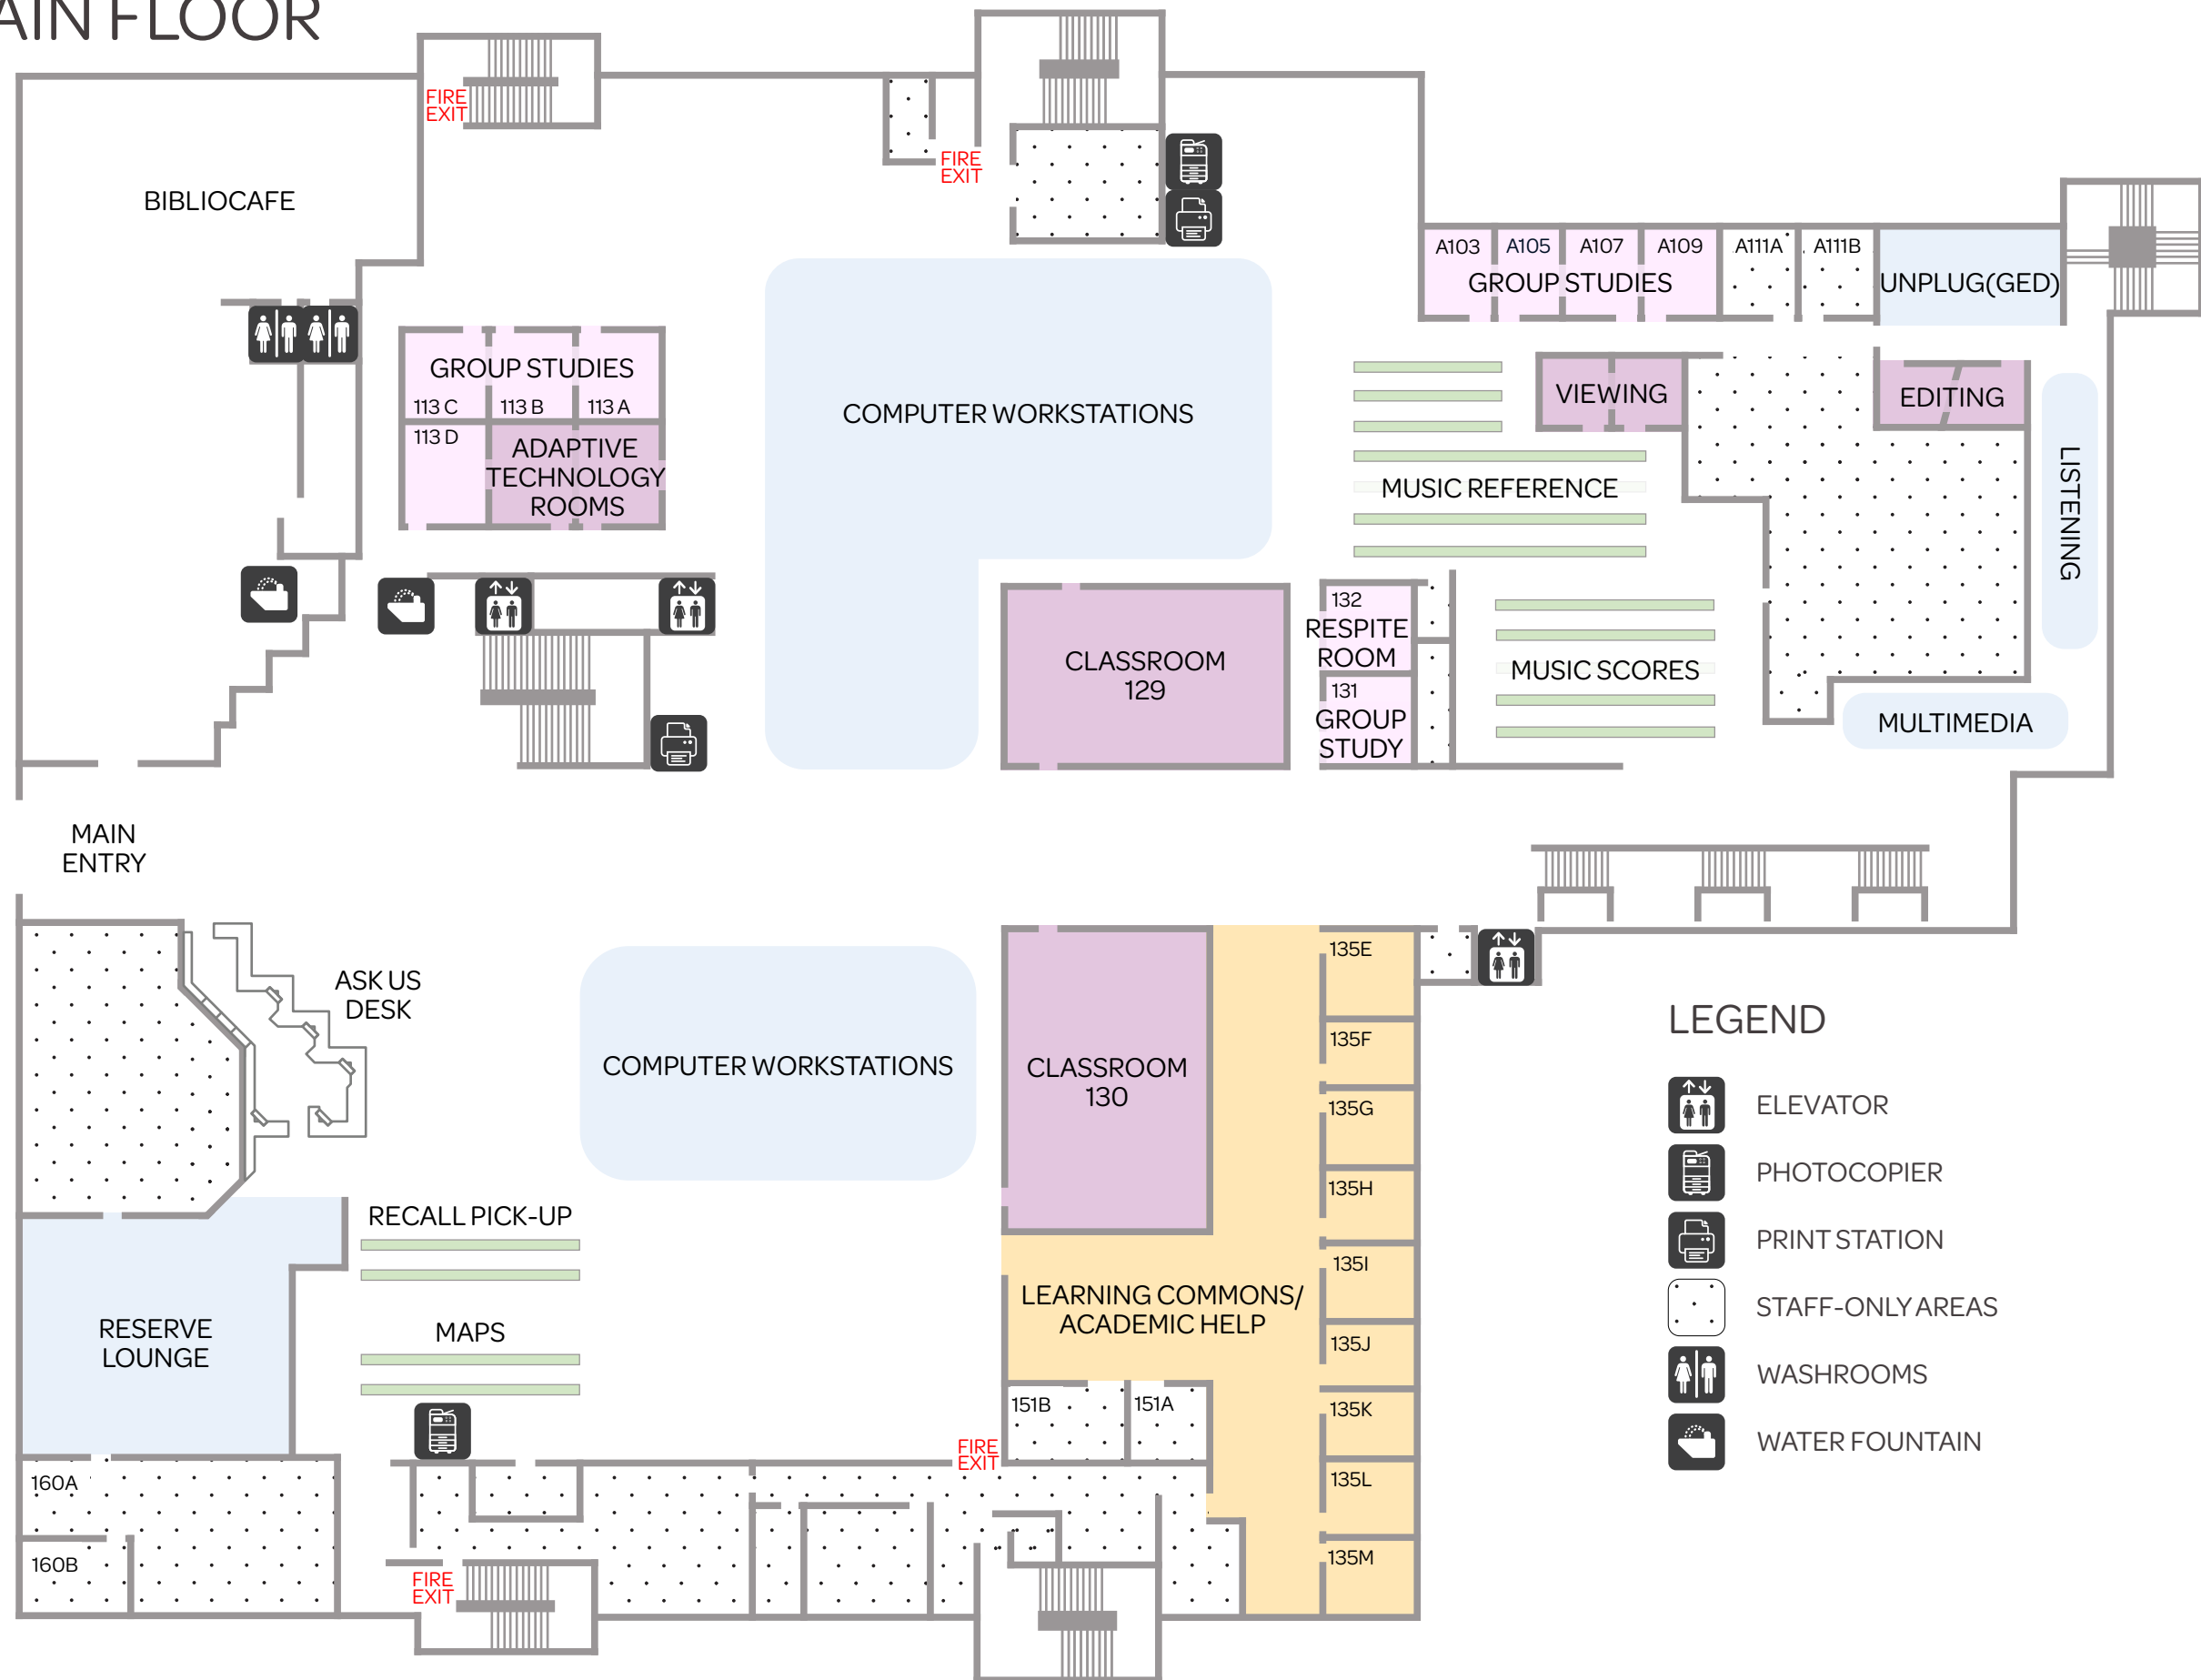 AIN FLOOR
FIRE
EXIT
FIRE
EXIT
BIBLIOCAFE
A103
A105
A107
A109
A111A
A111B
GROUP STUDIES
UNPLUG(GED)
GROUP STUDIES
113 C
113 B
113 A
113 D
ADAPTIVE
TECHNOLOGY
ROOMS
COMPUTER WORKSTATIONS
VIEWING
EDITING
LISTENING
MUSIC REFERENCE
132
RESPITE
ROOM
131
GROUP
STUDY
CLASSROOM
129
MUSIC SCORES
MULTIMEDIA
MAIN
ENTRY
ASK US
DESK
COMPUTER WORKSTATIONS
CLASSROOM
130
135E
135F
135G
135H
135I
135J
135K
135L
135M
LEARNING COMMONS/
ACADEMIC HELP
RECALL PICK-UP
MAPS
RESERVE
LOUNGE
151B
151A
FIRE
EXIT
160A
160B
FIRE
EXIT
LEGEND
ELEVATOR
PHOTOCOPIER
PRINT STATION
STAFF-ONLY AREAS
WASHROOMS
WATER FOUNTAIN